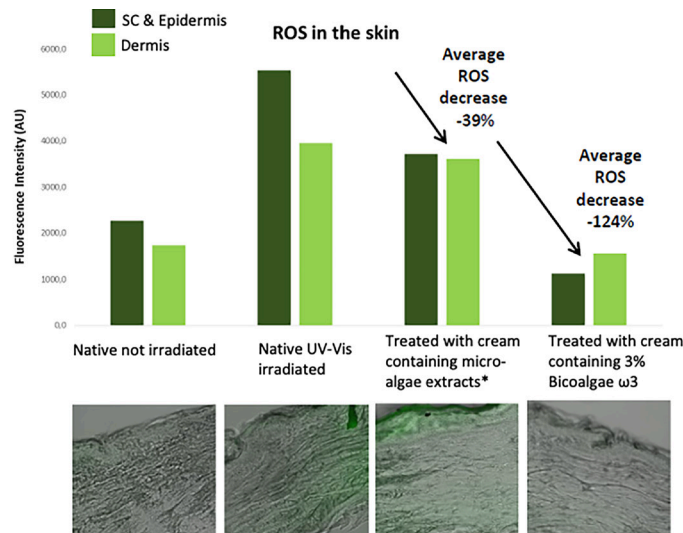 SC & Epidermis
Dermis
ROS in the skin
Average
ROS
decrease
-39%
Average
ROS
decrease
-124%
Fluorescence Intensity (AU)
6000,0
5000,0
4000,0
3000,0
2000,0
1000,0
0,0
Native not irradiated
Native UV-Vis
irradiated
Treated with cream
containing micro-
algae extracts*
Treated with cream
containing 3%
Bicoalgae ω3